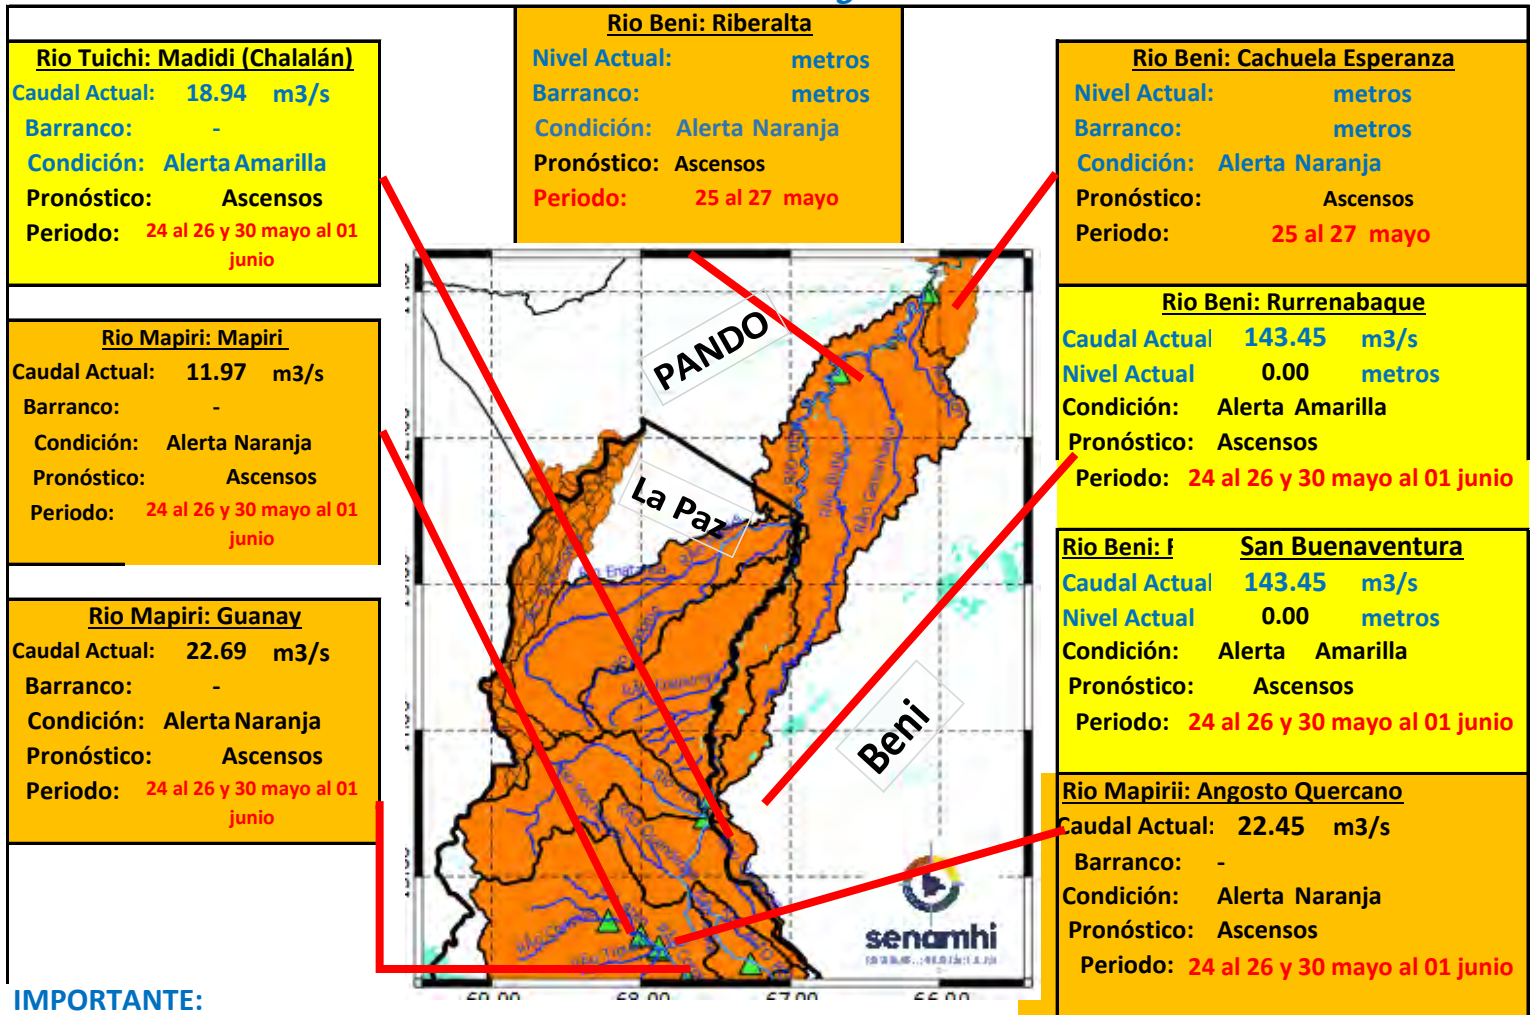 Rio Tuichi: Madidi (Chalalán)
Caudal Actual: 18.94 m3/s
Barranco: -
Condición: Alerta Amarilla
Pronóstico: Ascensos
Periodo: 24 al 26 y 30 mayo al 01
junio
Rio Mapiri: Mapiri
Caudal Actual: 11.97 m3/s
Barranco: -
Condición: Alerta Naranja
Pronóstico: Ascensos
Periodo: 24 al 26 y 30 mayo al 01
junio
Rio Mapiri: Guanay
Caudal Actual: 22.69 m3/s
Barranco: -
Condición: Alerta Naranja
Pronóstico: Ascensos
Periodo: 24 al 26 y 30 mayo al 01
junio
Rio Beni: Riberalta
Nivel Actual: metros
Barranco: metros
Condición: Alerta Naranja
Pronóstico: Ascensos
Periodo: 25 al 27 mayo
PANDO
La Paz
Beni
senamhi
69.00 68.00 67.00 66.00
Rio Beni: Cachuela Esperanza
Nivel Actual: metros
Barranco: metros
Condición: Alerta Naranja
Pronóstico: Ascensos
Periodo: 25 al 27 mayo
Rio Beni: Rurrenabaque
Caudal Actual 143.45 m3/s
Nivel Actual 0.00 metros
Condición: Alerta Amarilla
Pronóstico: Ascensos
Periodo: 24 al 26 y 30 mayo al 01 junio
Rio Beni: San Buenaventura
Caudal Actual 143.45 m3/s
Nivel Actual 0.00 metros
Condición: Alerta Amarilla
Pronóstico: Ascensos
Periodo: 24 al 26 y 30 mayo al 01 junio
Rio Mapirii: Angosto Quercano
Caudal Actual: 22.45 m3/s
Barranco: -
Condición: Alerta Naranja
Pronóstico: Ascensos
Periodo: 24 al 26 y 30 mayo al 01 junio
IMPORTANTE: